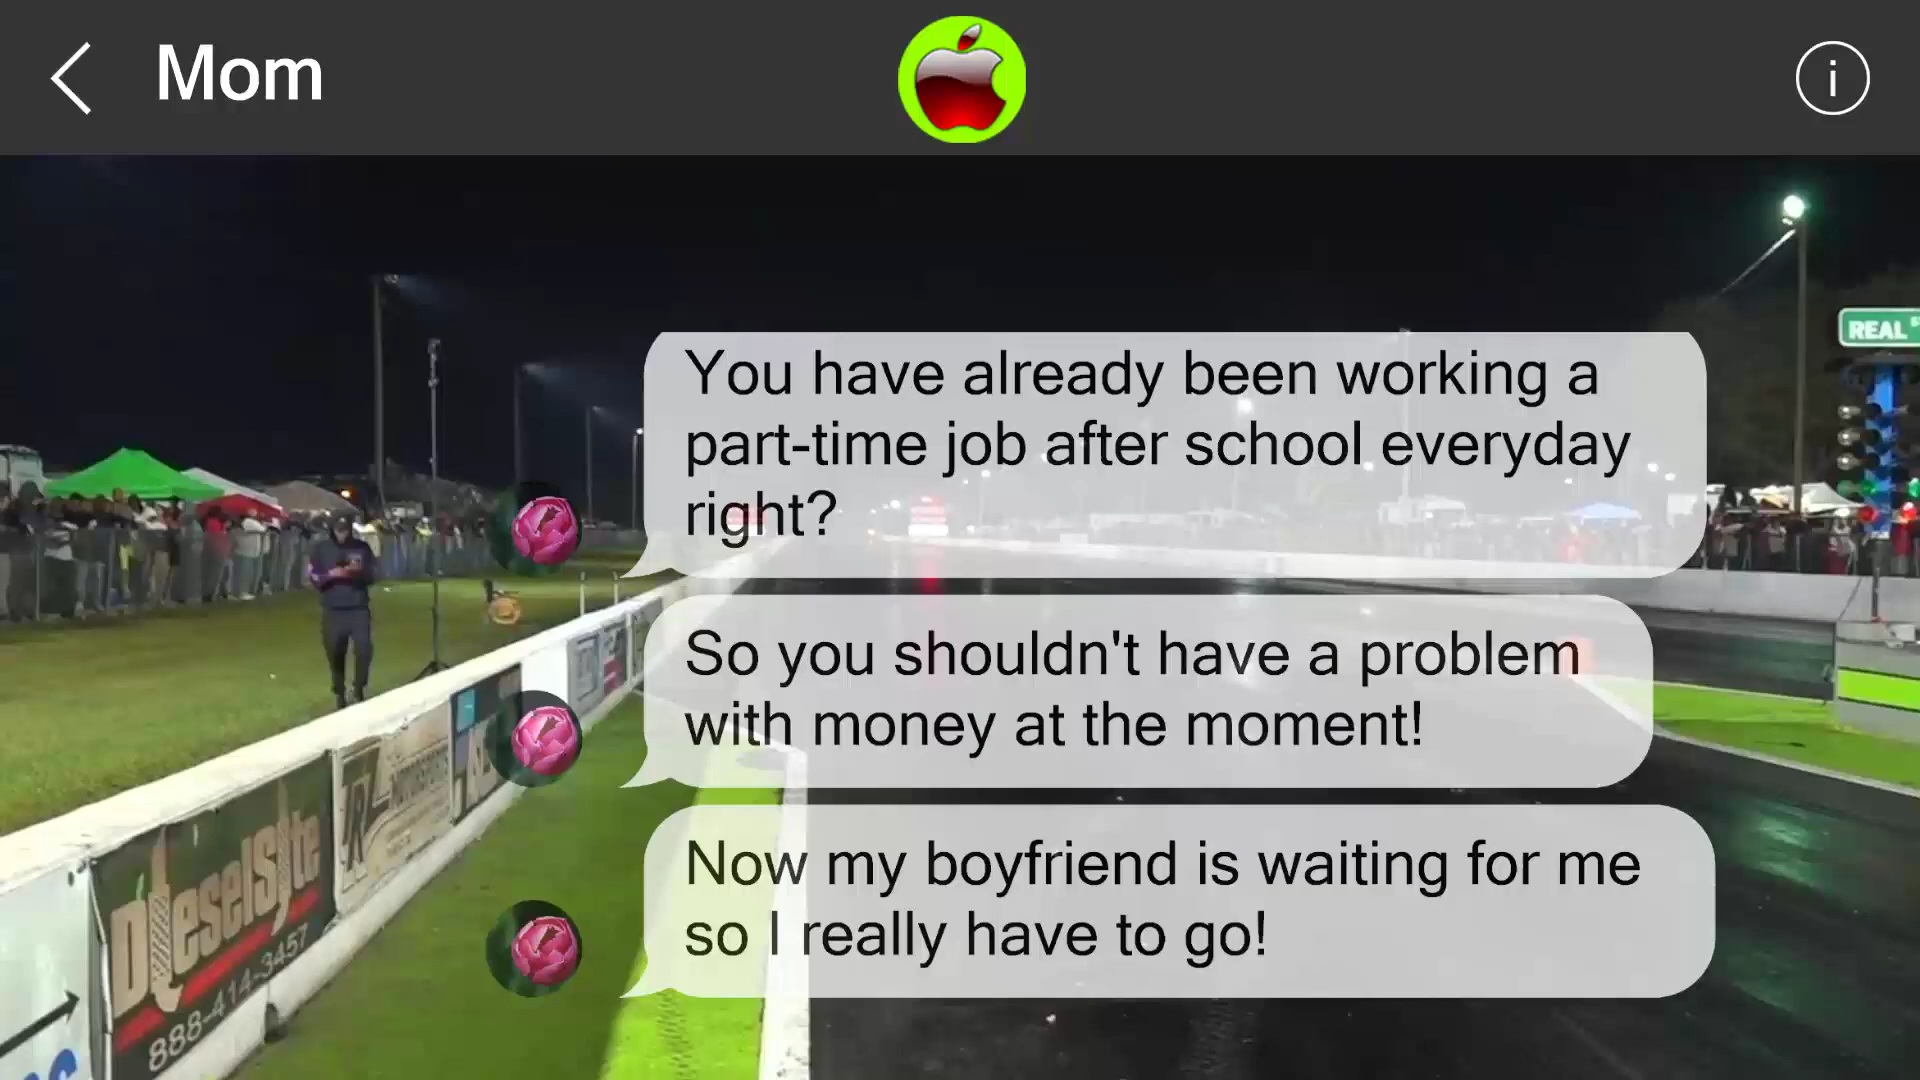 Mom
i
REAL
You have already been working a
part-time job after school everyday
right?
So you shouldn't have a problem
with money at the moment!
Now my boyfriend is waiting for me
so I really have to go!
DieselSite
888-414-3457